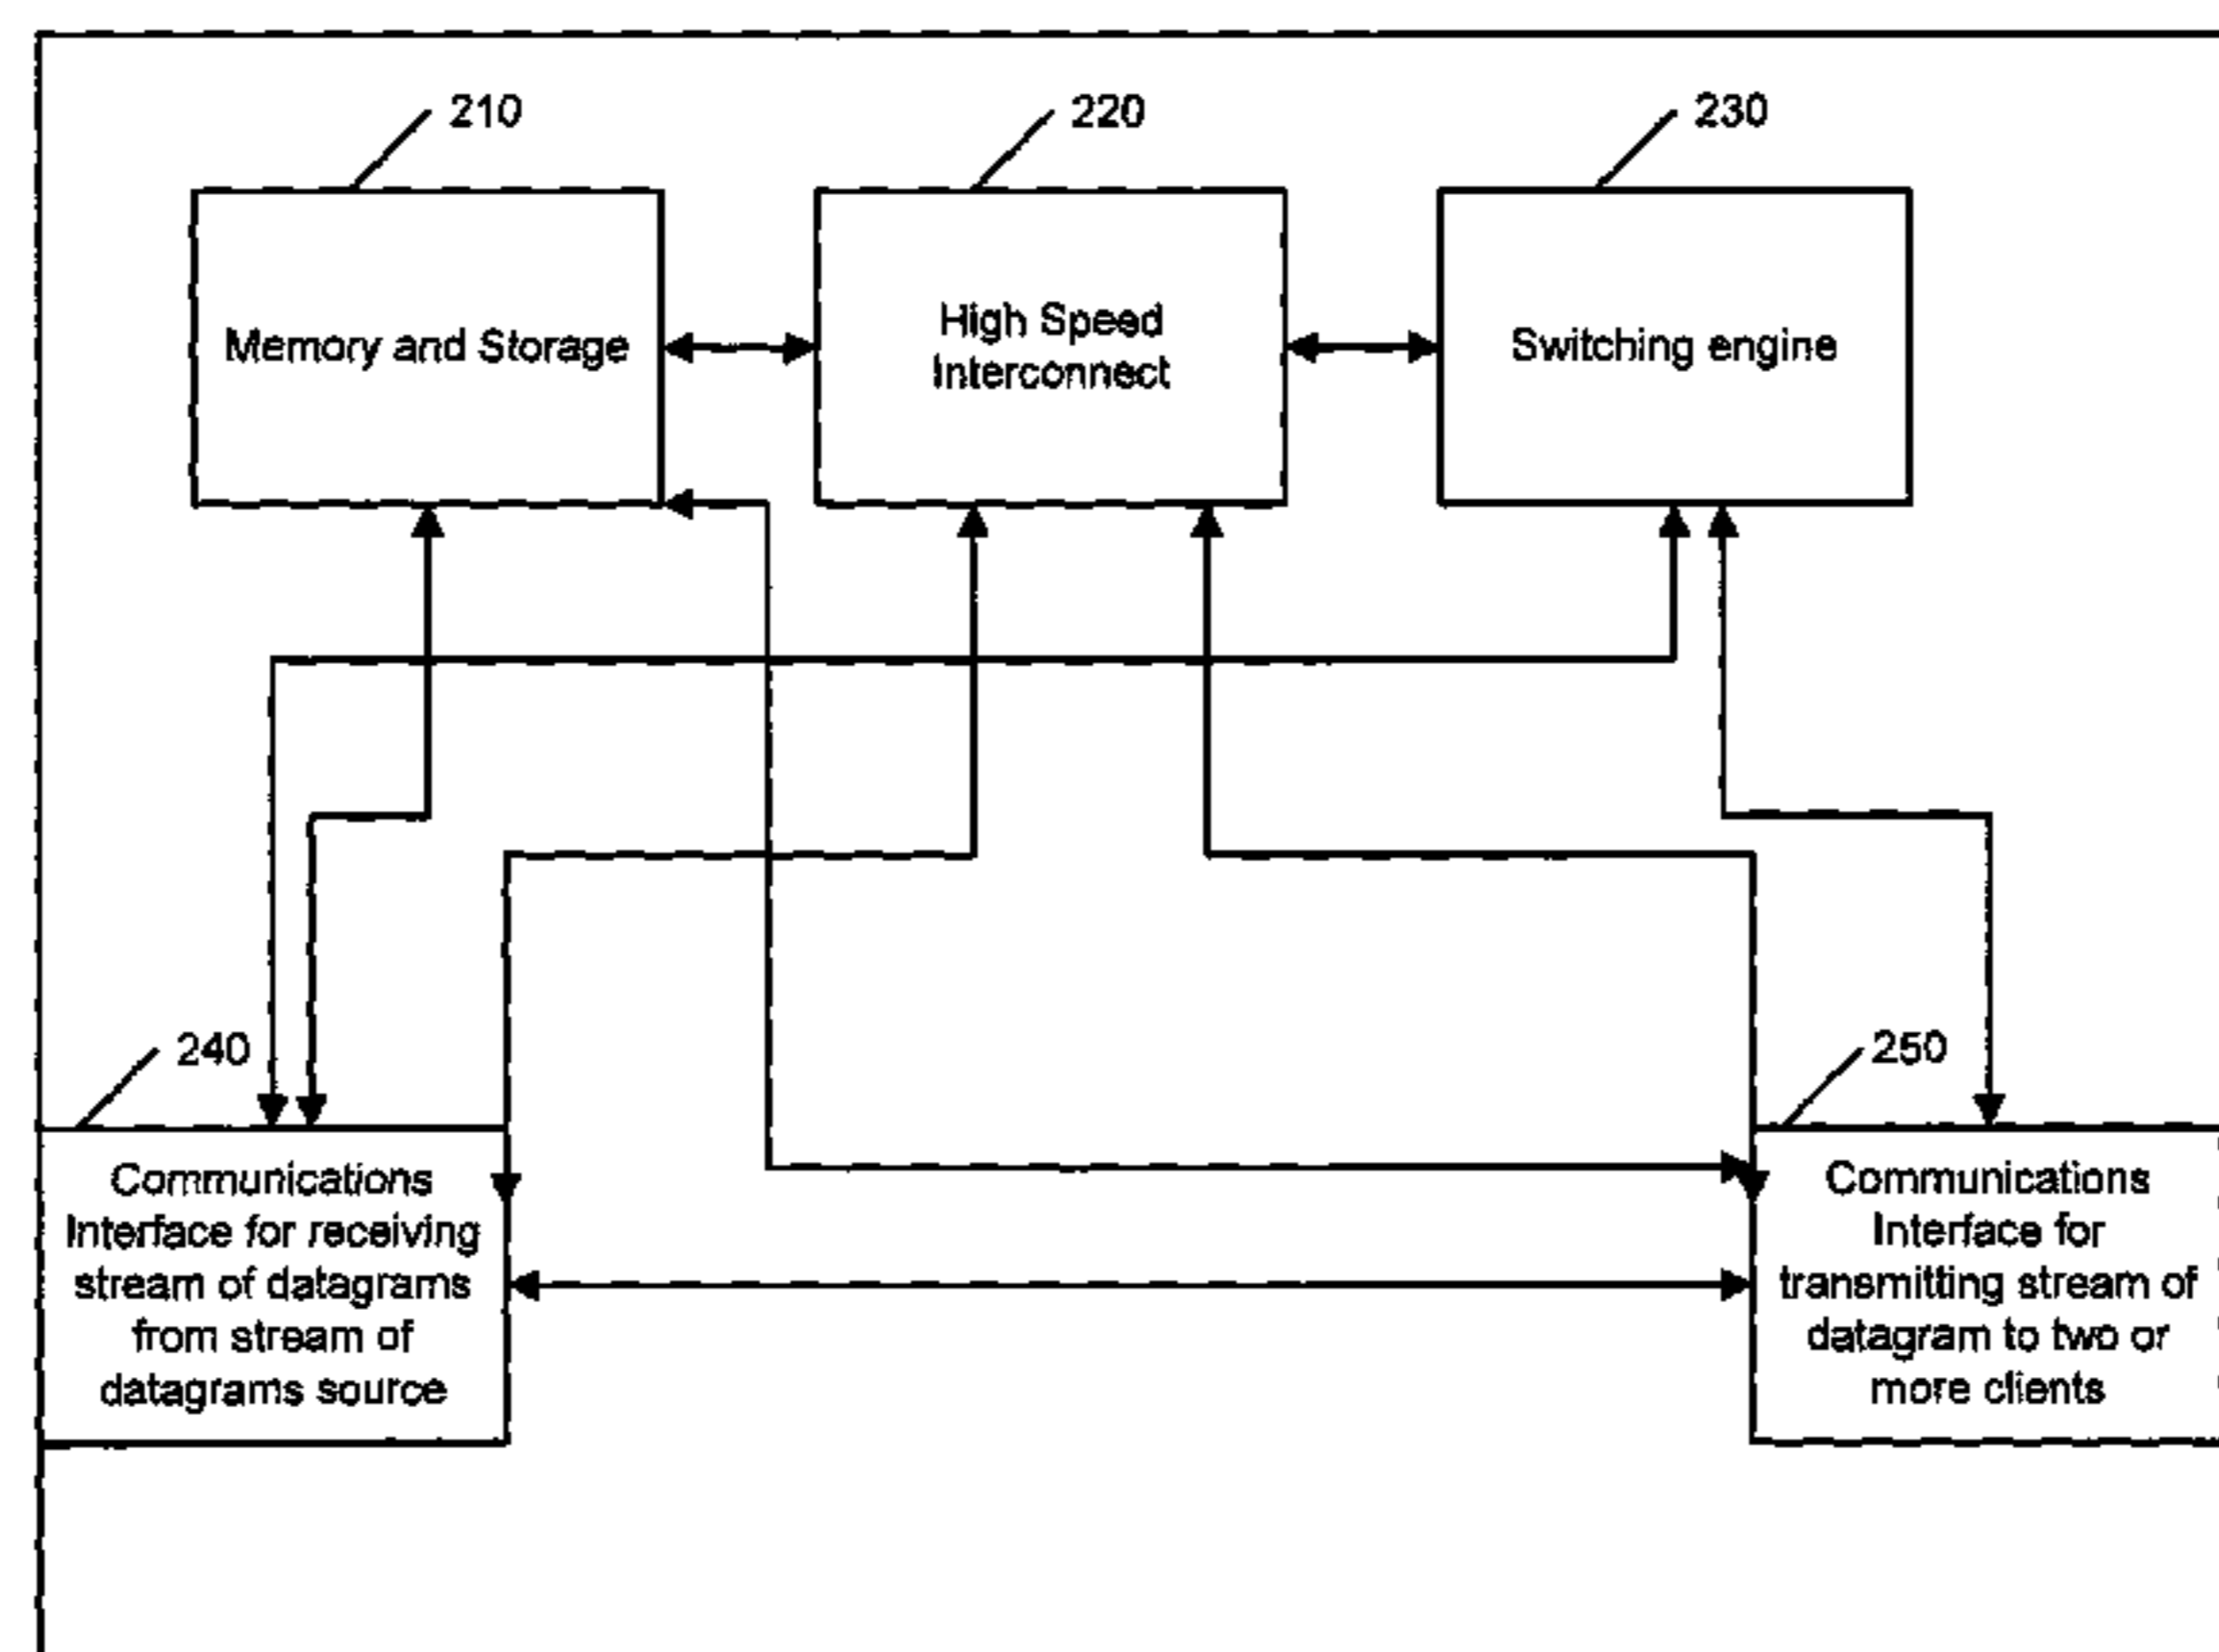 210
220
230
Memory and Storage
High Speed
Interconnect
Switching engine
240
250
Communications
Interface for receiving
stream of datagrams
from stream of
datagrams source
Communications
Interface for
transmitting stream of
datagram to two or
more clients